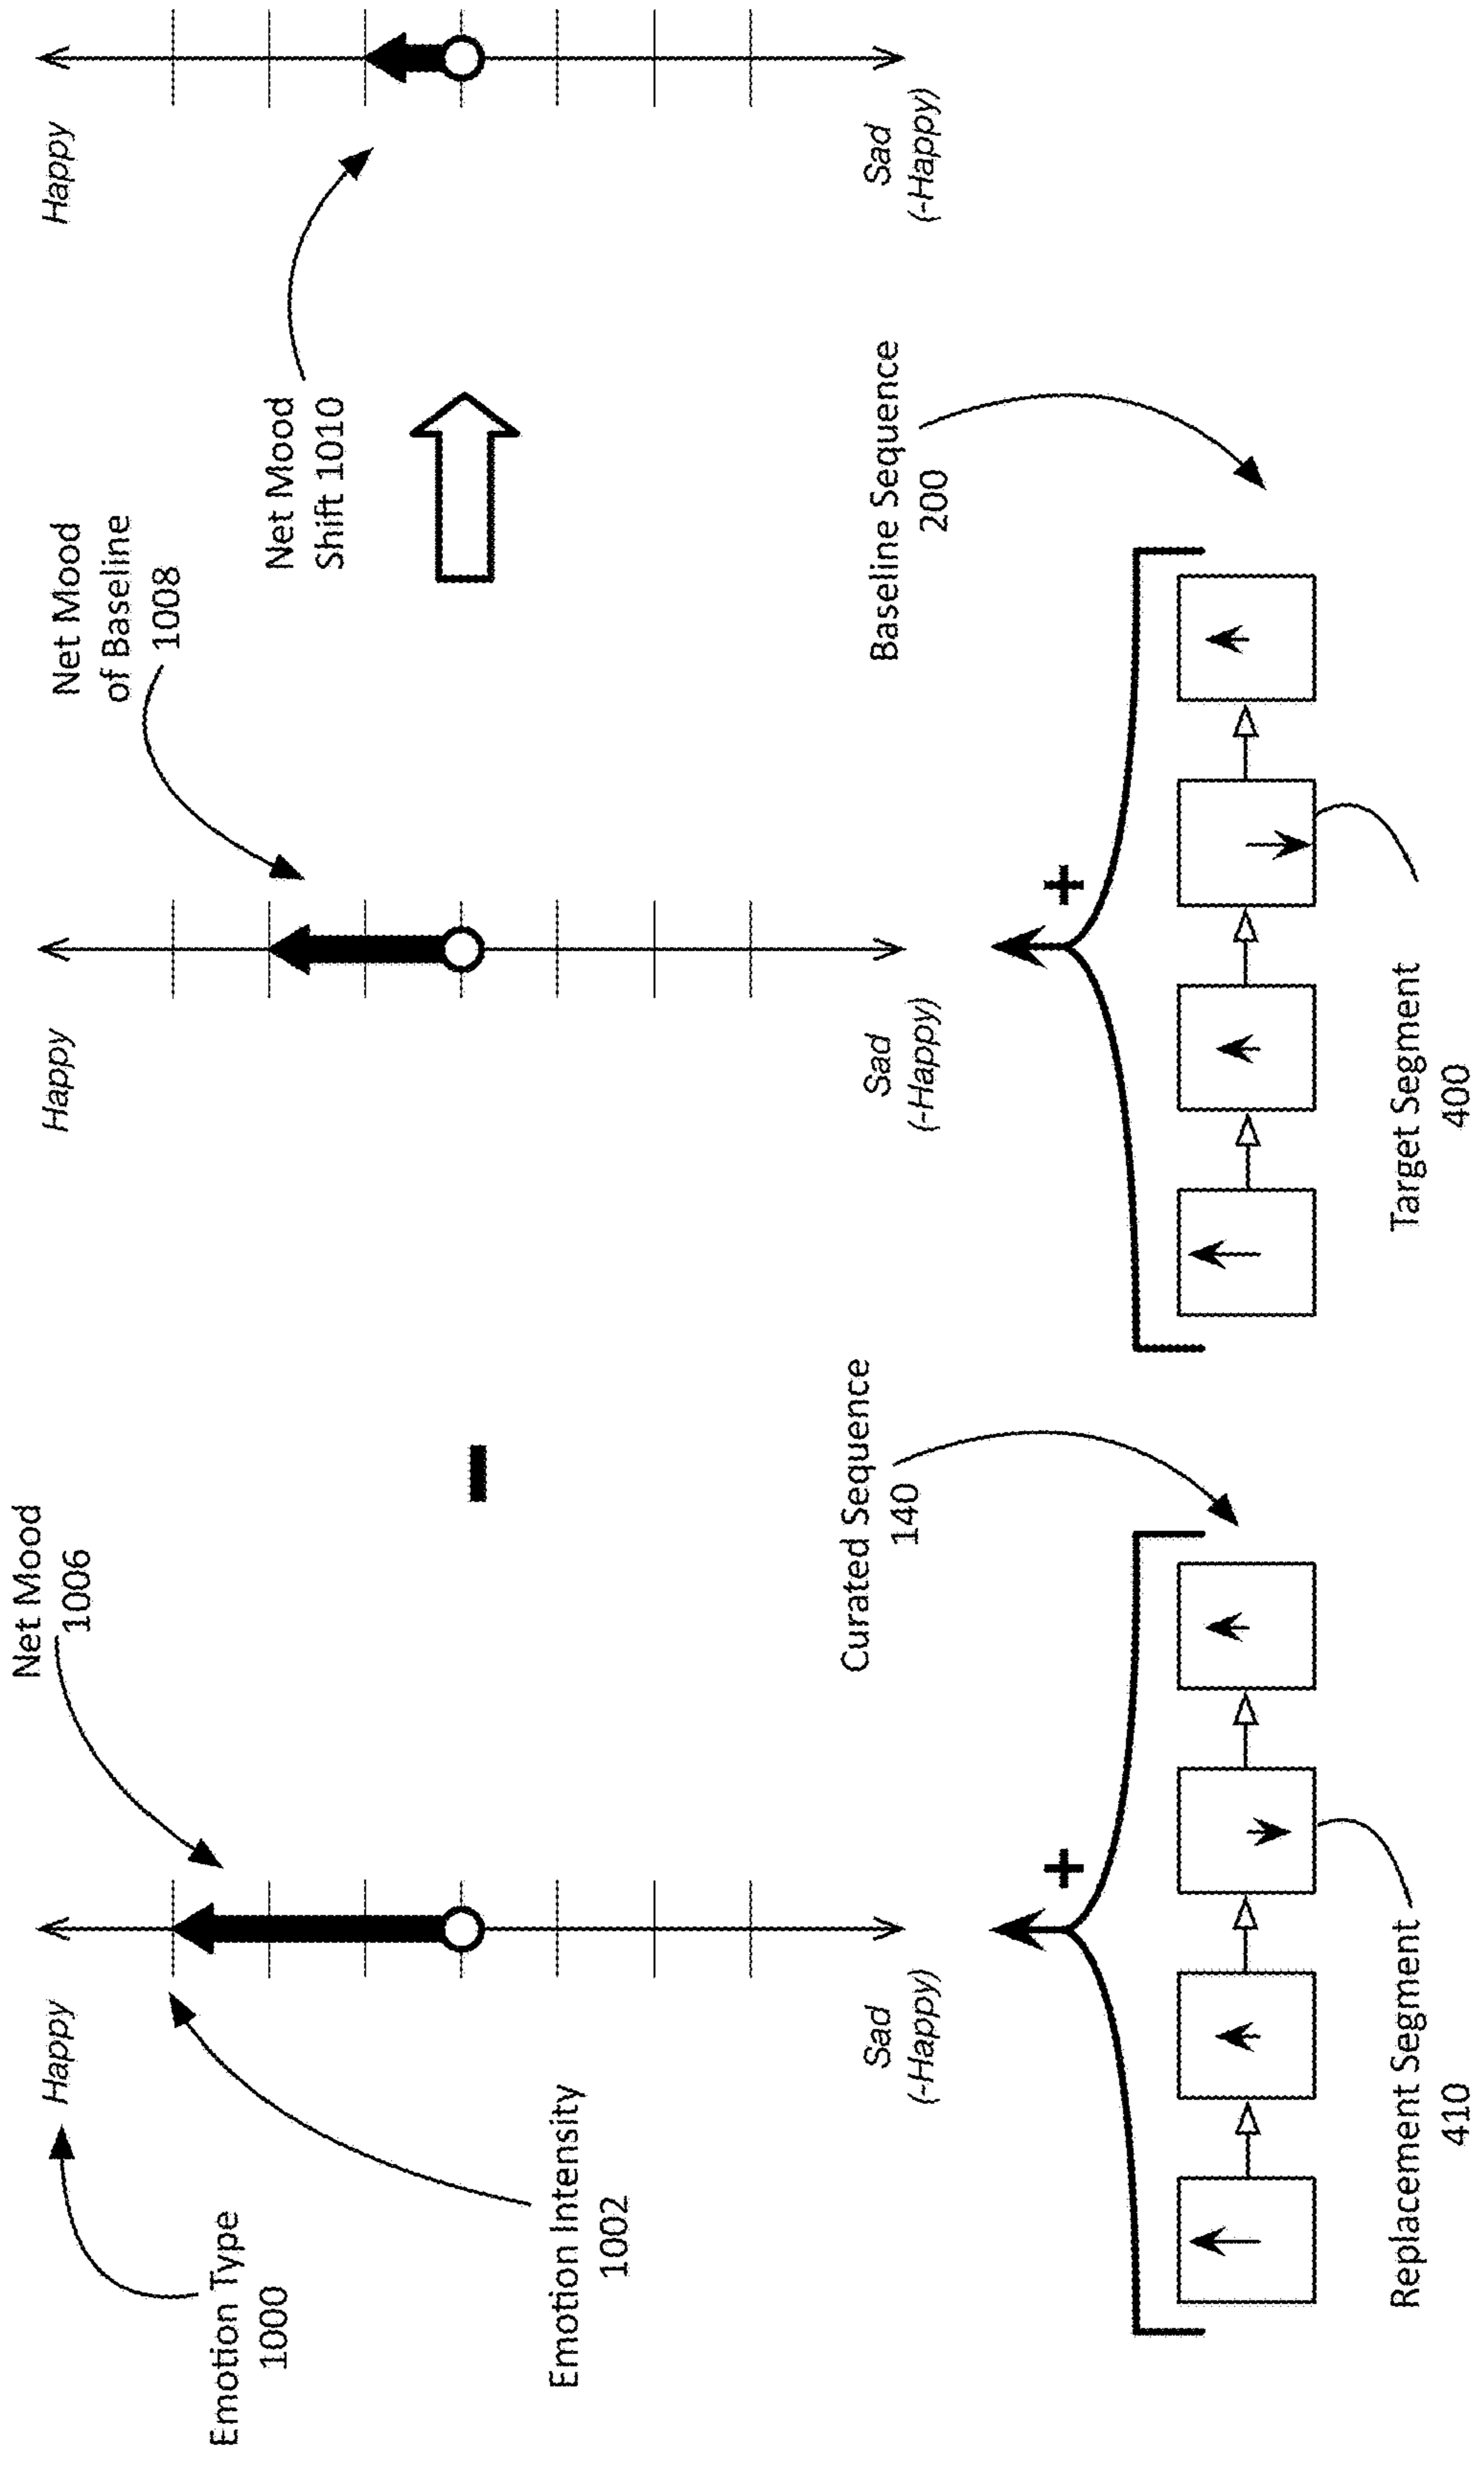 Emotion Type
1000
Happy
Emotion Intensity
1002
Net Mood
1006
Sad
(-Happy)
–
Happy
Net Mood
of Baseline
1008
Sad
(-Happy)
Net Mood
Shift 1010
Happy
Sad
(-Happy)
+
Curated Sequence
140
Replacement Segment
410
+
Baseline Sequence
200
Target Segment
400